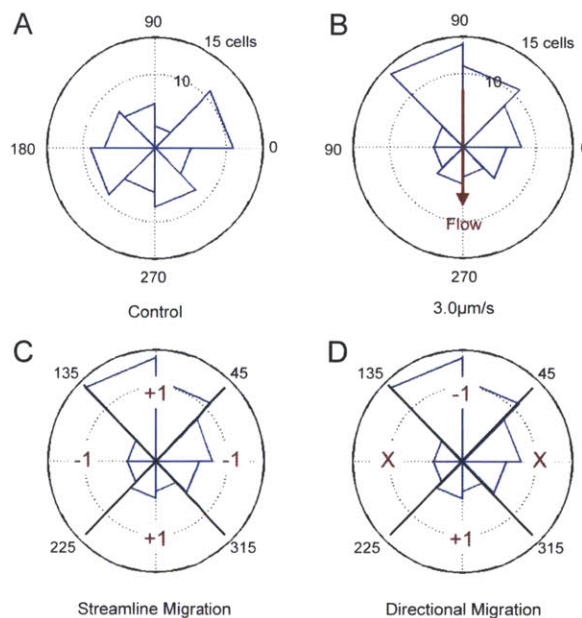 A
90
15 cells
10
180
0
270
Control
B
90
15 cells
10
90
0
Flow
270
3.0µm/s
C
135
45
+1
-1
-1
+1
225
315
Streamline Migration
D
135
45
-1
X
X
+1
225
315
Directional Migration